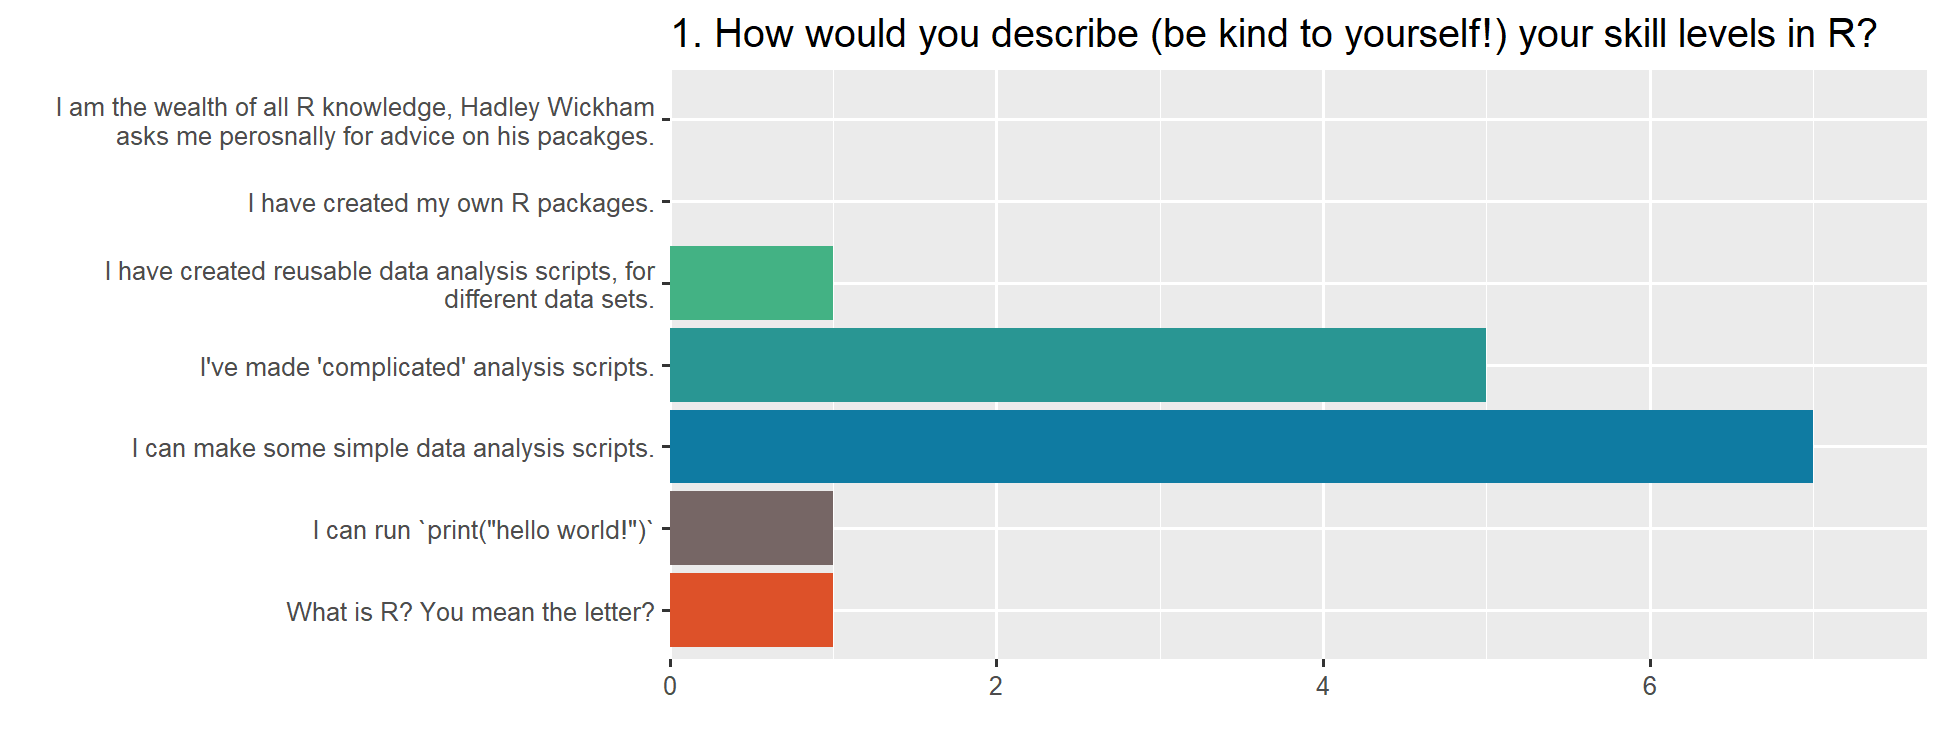 1. How would you describe (be kind to yourself!) your skill levels in R?
I am the wealth of all R knowledge, Hadley Wickham
asks me perosnally for advice on his pacakges.
I have created my own R packages.
I have created reusable data analysis scripts, for
different data sets.
I've made 'complicated' analysis scripts.
I can make some simple data analysis scripts.
I can run `print("hello world!")`
What is R? You mean the letter?
0 2 4 6